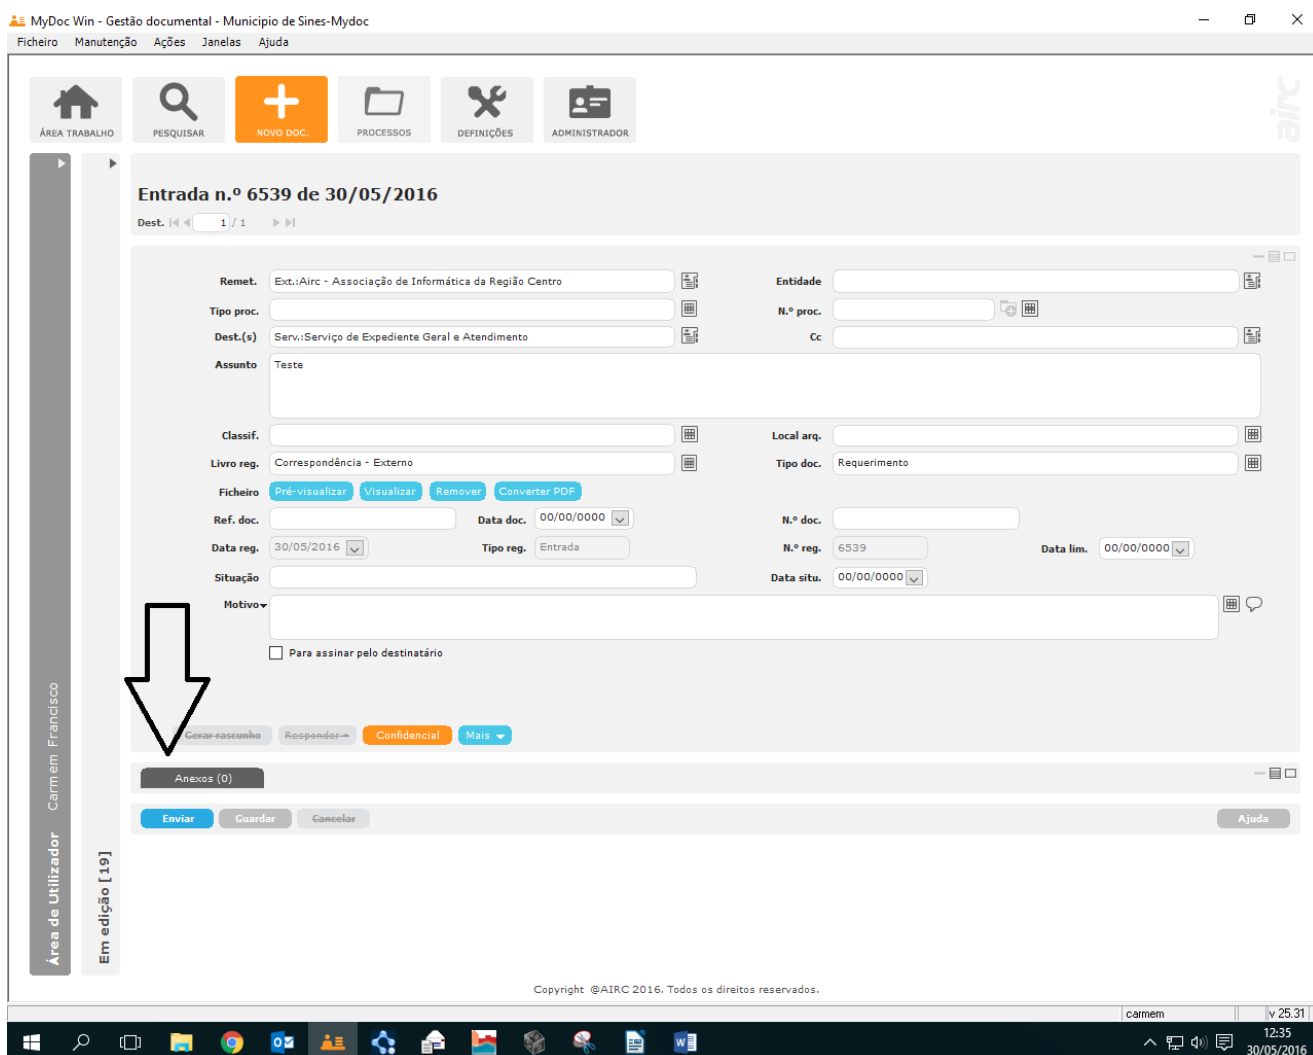 MyDoc Win - Gestão documental - Municipio de Sines-Mydoc
Ficheiro Manutenção Ações Janelas Ajuda
airc
ÁREA TRABALHO PESQUISAR NOVO DOC. PROCESSOS DEFINIÇÕES ADMINISTRADOR
Entrada n.º 6539 de 30/05/2016
Dest. 1 / 1
Remet. Ext.:Airc - Associação de Informática da Região Centro Entidade
Tipo proc. N.º proc.
Dest.(s) Serv.:Serviço de Expediente Geral e Atendimento Cc
Assunto Teste
Classif. Local arq.
Livro reg. Correspondência - Externo Tipo doc. Requerimento
Ficheiro Pré-visualizar Visualizar Remover Converter PDF
Ref. doc. Data doc. 00/00/0000 N.º doc.
Data reg. 30/05/2016 Tipo reg. Entrada N.º reg. 6539 Data lim. 00/00/0000
Situação Data situ. 00/00/0000
Motivo
Para assinar pelo destinatário
Gerar rascunho Responder Confidencial Mais
Anexos (0)
Enviar Guardar Cancelar Ajuda
Área de Utilizador Carmem Francisco
Em edição [19]
Copyright @AIRC 2016. Todos os direitos reservados.
carmem v 25.31
12:35
30/05/2016